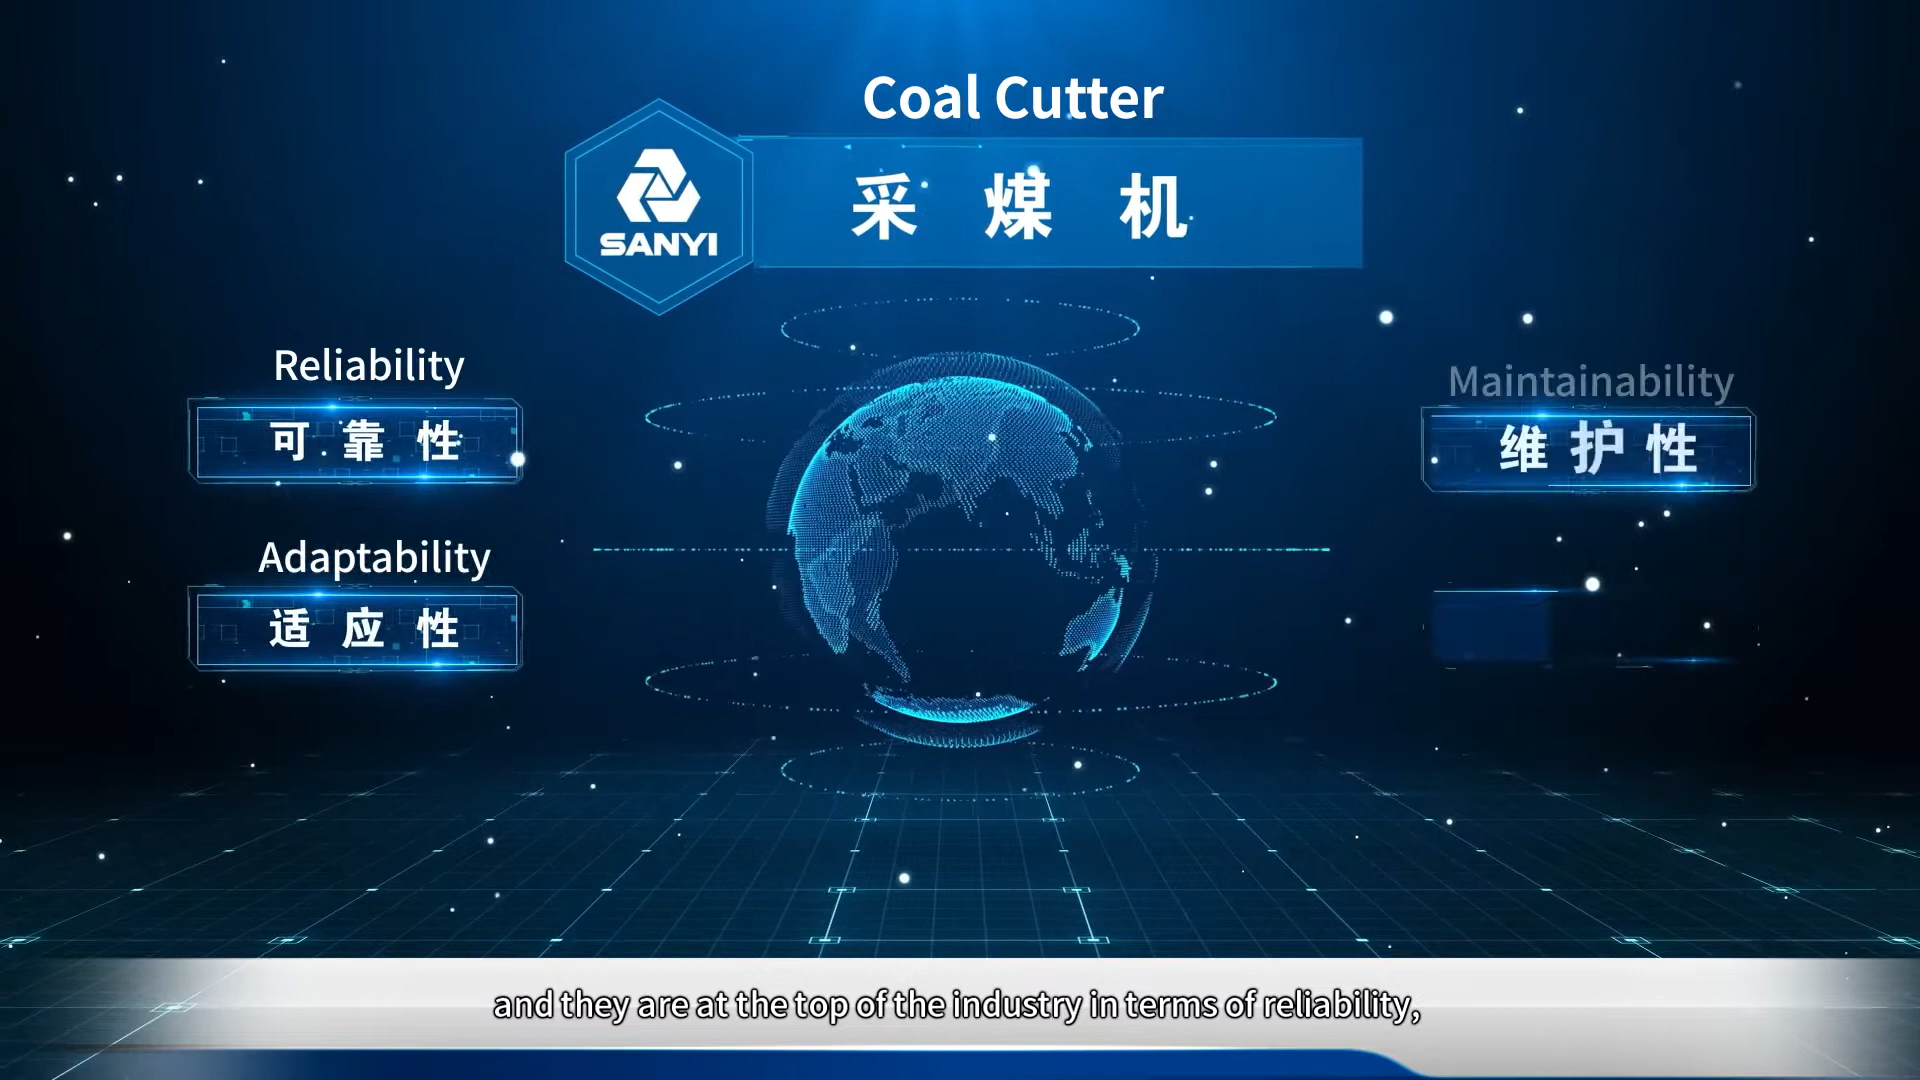 Coal Cutter
SANYI
采煤机
Reliability
可靠性
Adaptability
适应性
Maintainability
维护性
and they are at the top of the industry in terms of reliability,